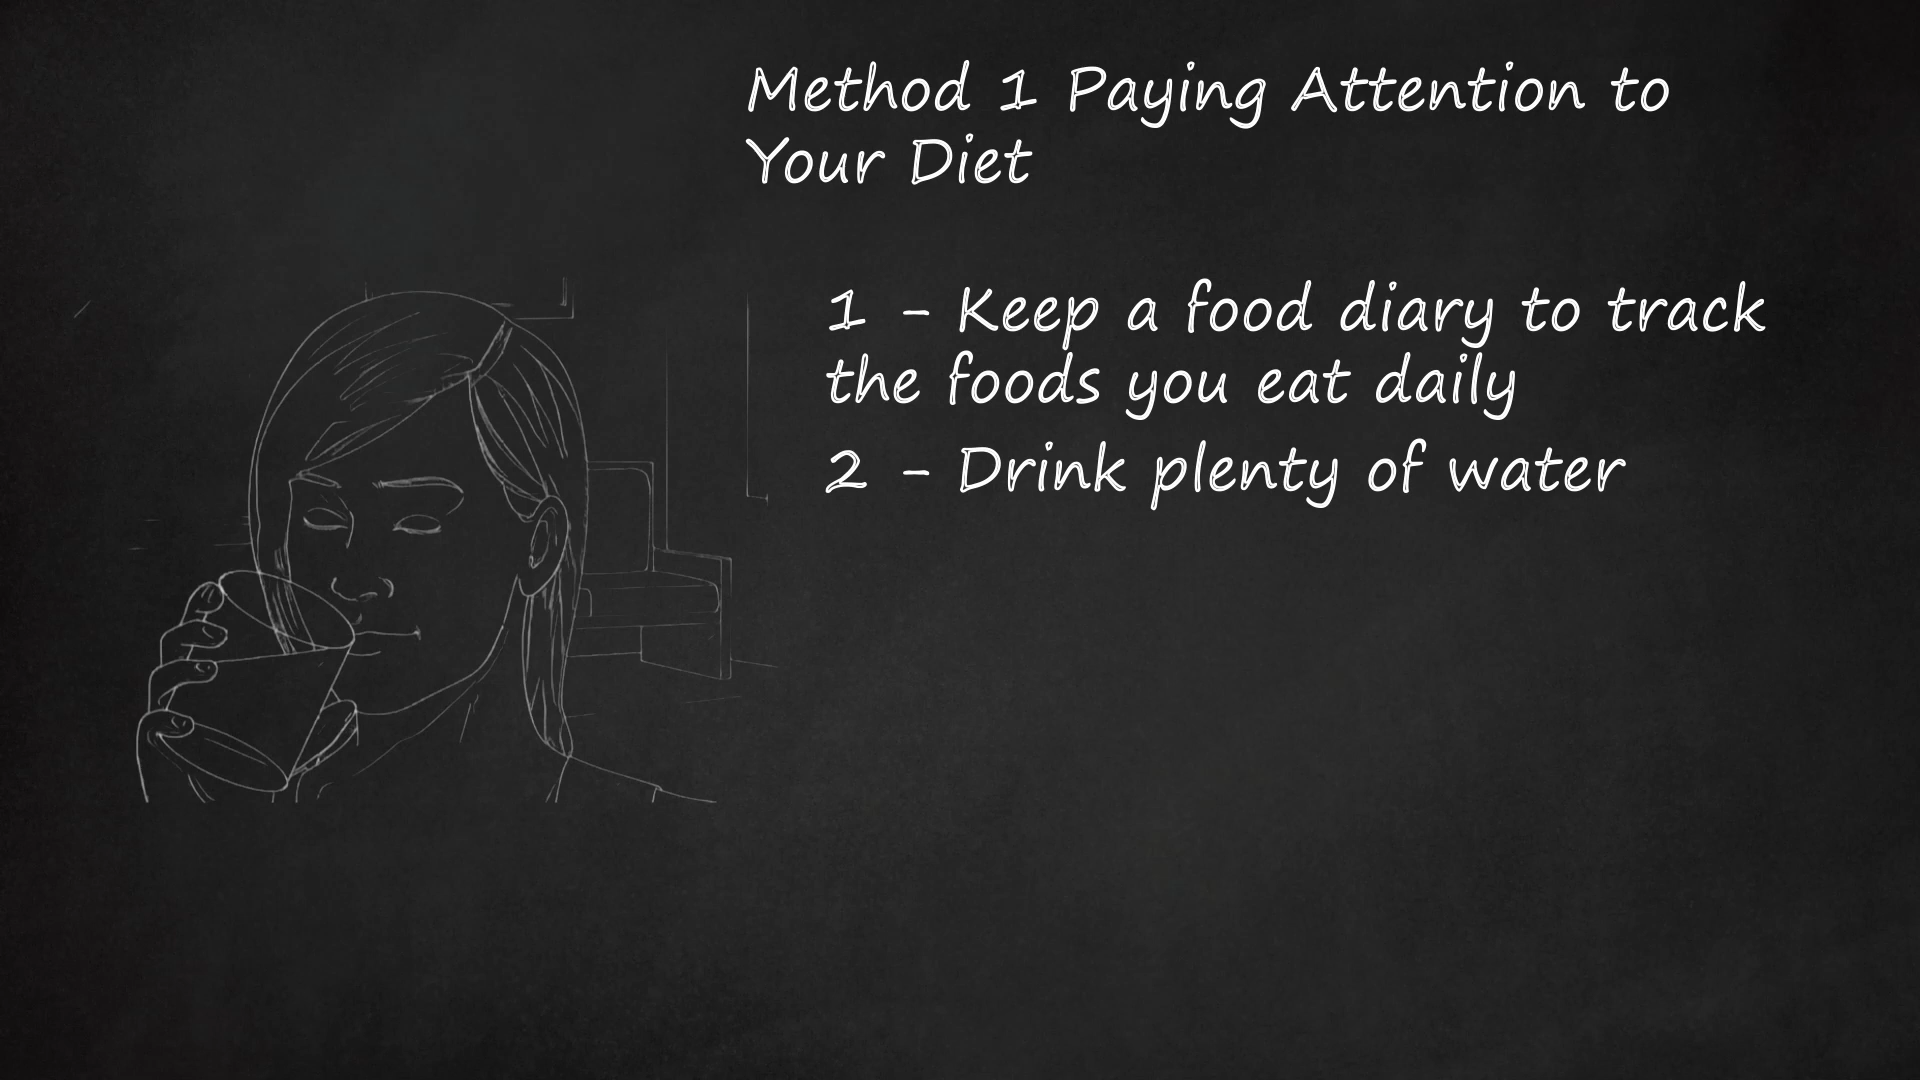 Method 1 Paying Attention to
Your Diet
1 - Keep a food diary to track
the foods you eat daily
2 - Drink plenty of water